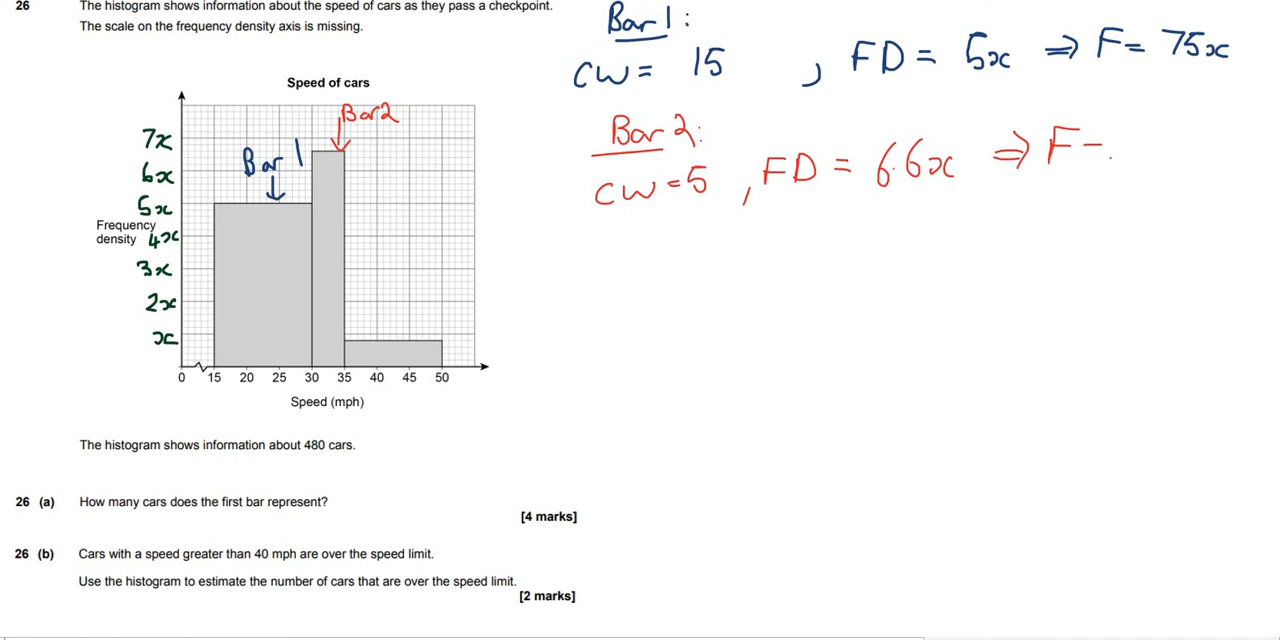 26 The histogram shows information about the speed of cars as they pass a checkpoint.
The scale on the frequency density axis is missing.
Speed of cars
7x
6x
5x
Frequency
density 4x
3x
2x
x
Bar 1
Bar2
0 15 20 25 30 35 40 45 50
Speed (mph)
Bar 1:
CW = 15 , FD = 5x ⇒ F= 75x
Bar 2:
CW =5 , FD = 6.6x ⇒ F=
The histogram shows information about 480 cars.
26 (a) How many cars does the first bar represent?
[4 marks]
26 (b) Cars with a speed greater than 40 mph are over the speed limit.
Use the histogram to estimate the number of cars that are over the speed limit.
[2 marks]